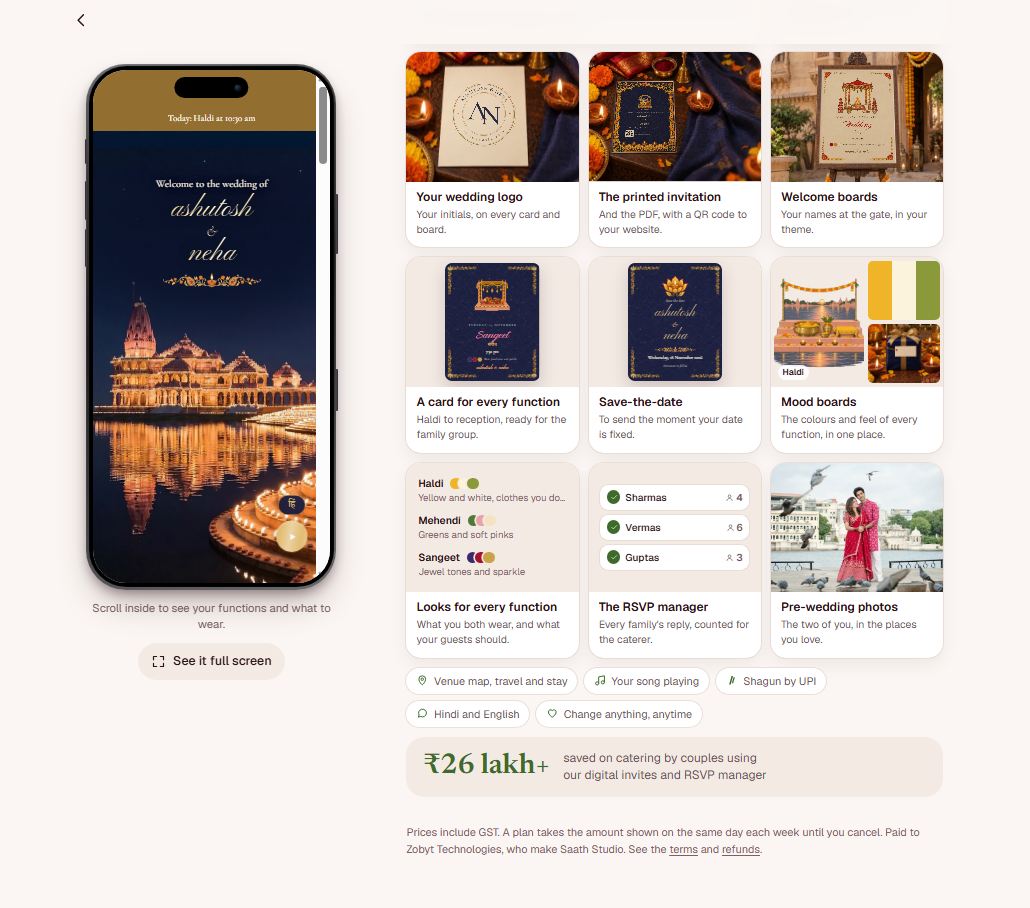 Today: Haldi at 10:30 am
Welcome to the wedding of
ashutosh
&
neha
हि
Scroll inside to see your functions and what to
wear.
See it full screen
AN
Your wedding logo
Your initials, on every card and
board.
The printed invitation
And the PDF, with a QR code to
your website.
Wedding
Welcome boards
Your names at the gate, in your
theme.
Sangeet
ashutosh & neha
A card for every function
Haldi to reception, ready for the
family group.
Save the date
ashutosh
&
neha
Save-the-date
To send the moment your date
is fixed.
Haldi
Mood boards
The colours and feel of every
function, in one place.
Haldi
Yellow and white, clothes you do...
Mehendi
Greens and soft pinks
Sangeet
Jewel tones and sparkle
Looks for every function
What you both wear, and what
your guests should.
Sharmas 4
Vermas 6
Guptas 3
The RSVP manager
Every family's reply, counted for
the caterer.
Pre-wedding photos
The two of you, in the places
you love.
Venue map, travel and stay
Your song playing
Shagun by UPI
Hindi and English
Change anything, anytime
₹26 lakh+
saved on catering by couples using
our digital invites and RSVP manager
Prices include GST. A plan takes the amount shown on the same day each week until you cancel. Paid to
Zobyt Technologies, who make Saath Studio. See the terms and refunds.